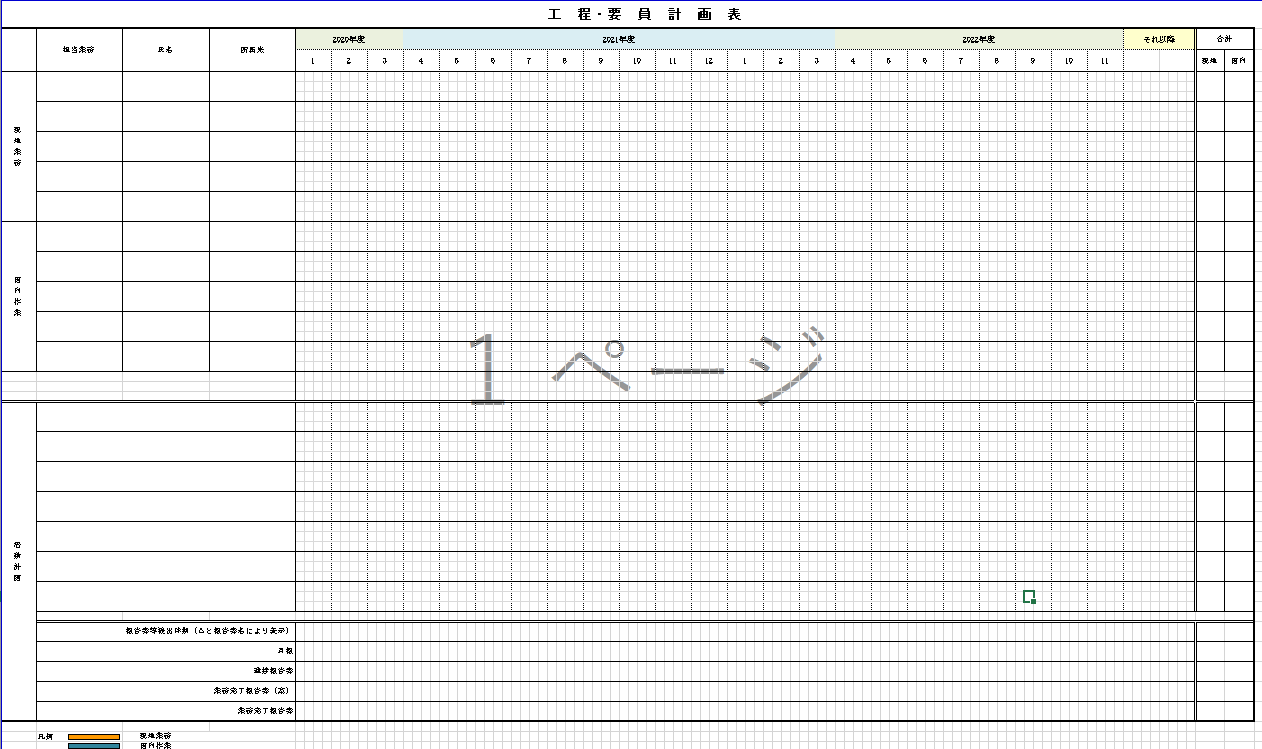 工 程・要 員 計 画 表
担当業務 氏名 所属先 2020年度 2021年度 2022年度 それ以降 合計
1 2 3 4 5 6 7 8 9 10 11 12 1 2 3 4 5 6 7 8 9 10 11 現地 国内
現地業務
国内作業
1 ページ
活動計画
報告書等提出時期（△と報告書名により表示）
月報
進捗報告書
業務完了報告書（案）
業務完了報告書
凡例 現地業務
国内作業